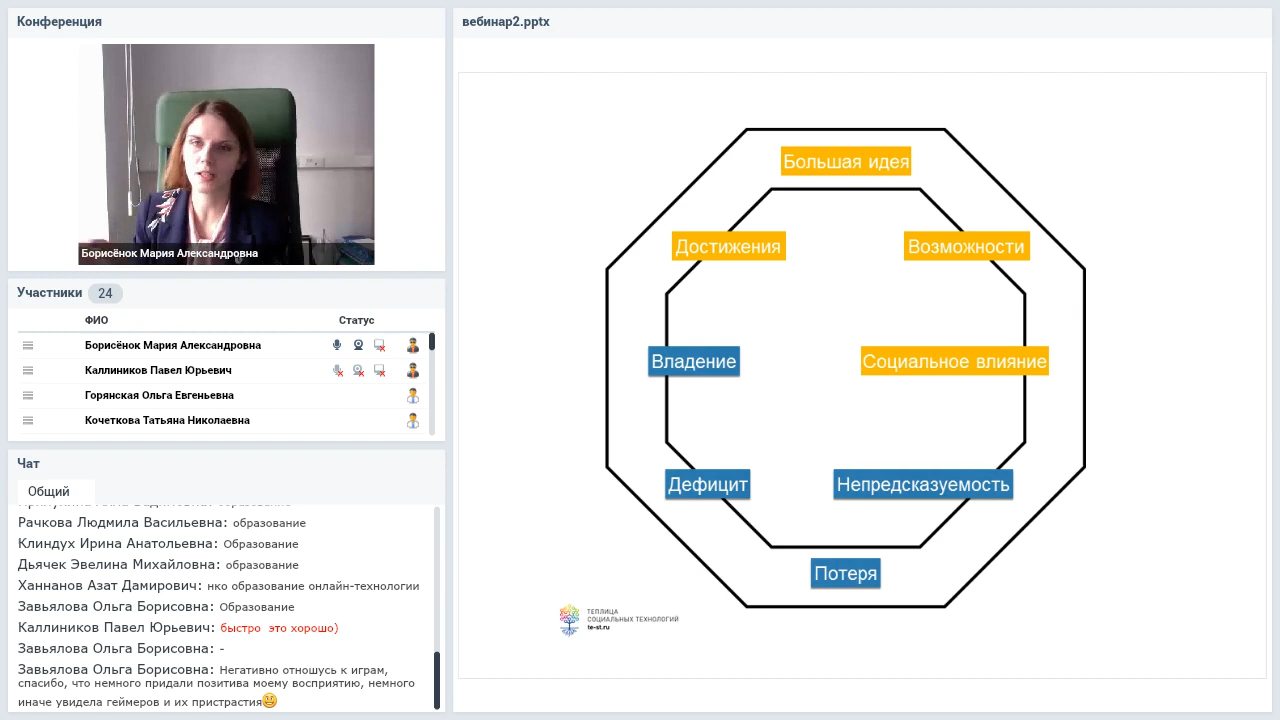 Конференция
Борисёнок Мария Александровна
Участники 24
ФИО Статус
Борисёнок Мария Александровна
Каллиников Павел Юрьевич
Горянская Ольга Евгеньевна
Кочеткова Татьяна Николаевна
Чат
Общий
Рачкова Людмила Васильевна: образование
Клиндух Ирина Анатольевна: Образование
Дьячек Эвелина Михайловна: образование
Ханнанов Азат Дамирович: нко образование онлайн-технологии
Завьялова Ольга Борисовна: Образование
Каллиников Павел Юрьевич: быстро это хорошо)
Завьялова Ольга Борисовна: -
Завьялова Ольга Борисовна: Негативно отношусь к играм,
спасибо, что немного придали позитива моему восприятию, немного
иначе увидела геймеров и их пристрастия
вебинар2.pptx
Большая идея
Достижения Возможности
Владение Социальное влияние
Дефицит Непредсказуемость
Потеря
ТЕПЛИЦА
СОЦИАЛЬНЫХ ТЕХНОЛОГИЙ
te-st.ru